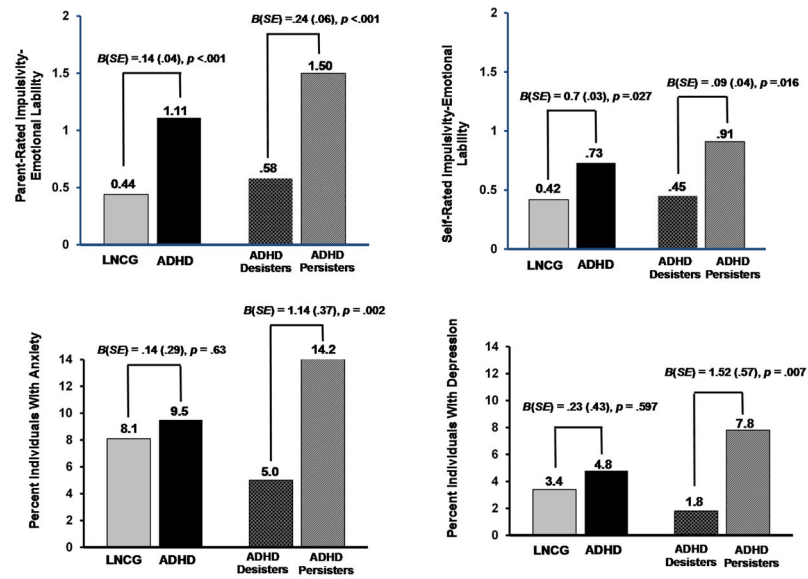 Parent-Rated Impulsivity-
Emotional Lability
2
1.5
1
0.5
0
B(SE) =.14 (.04), p <.001
B(SE) =.24 (.06), p <.001
0.44
1.11
.58
1.50
LNCG
ADHD
ADHD
Desisters
ADHD
Persisters
Self-Rated Impulsivity-Emotional
Lability
2
1.5
1
0.5
0
B(SE) = 0.7 (.03), p =.027
B(SE) = .09 (.04), p =.016
0.42
.73
.45
.91
LNCG
ADHD
ADHD
Desisters
ADHD
Persisters
Percent Individuals With Anxiety
14
12
10
8
6
4
2
0
B(SE) = .14 (.29), p = .63
B(SE) = 1.14 (.37), p = .002
8.1
9.5
5.0
14.2
LNCG
ADHD
ADHD
Desisters
ADHD
Persisters
Percent Individuals With Depression
14
12
10
8
6
4
2
0
B(SE) = .23 (.43), p = .597
B(SE) = 1.52 (.57), p = .007
3.4
4.8
1.8
7.8
LNCG
ADHD
ADHD
Desisters
ADHD
Persisters